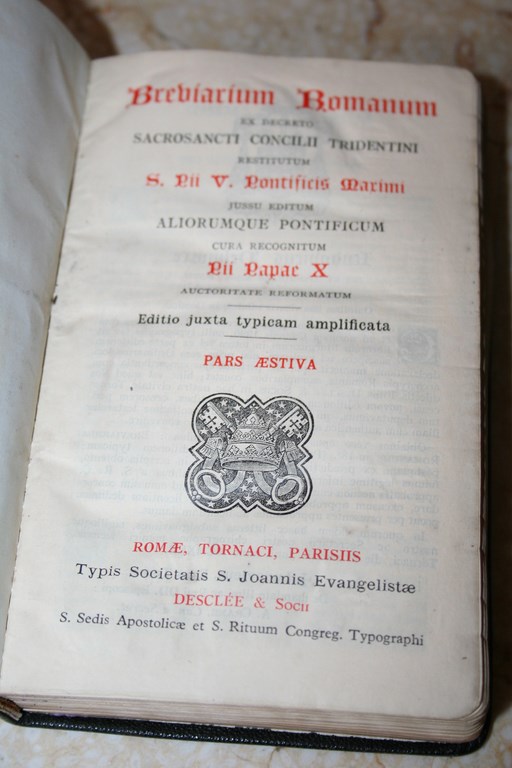 Breviarium Romanum
EX DECRETO
SACROSANCTI CONCILII TRIDENTINI
RESTITUTUM
S. Pii V. Pontificis Maximi
JUSSU EDITUM
ALIORUMQUE PONTIFICUM
CURA RECOGNITUM
Pii Papae X
AUCTORITATE REFORMATUM
Editio juxta typicam amplificata
PARS ÆSTIVA
ROMÆ, TORNACI, PARISIIS
Typis Societatis S. Joannis Evangelistæ
DESCLÉE & Socii
S. Sedis Apostolicæ et S. Rituum Congreg. Typographi